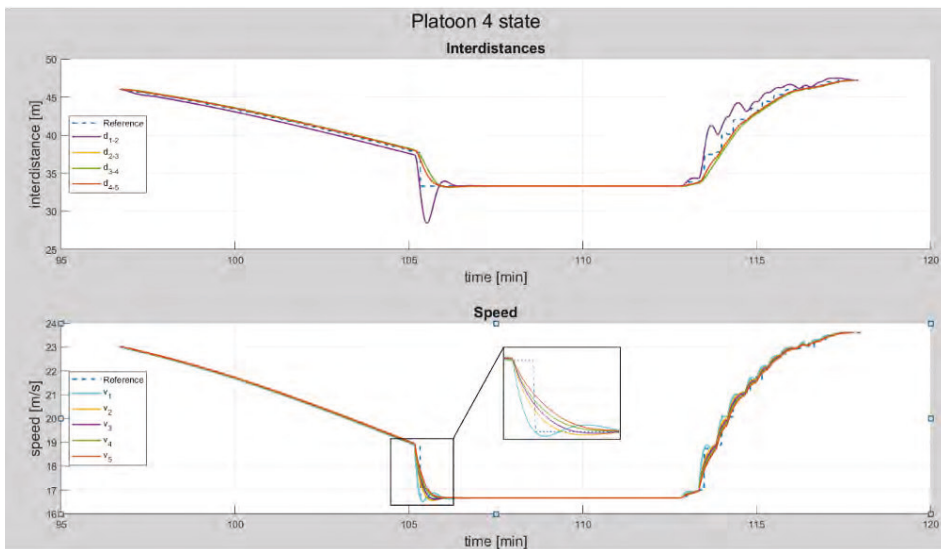 Platoon 4 state
Interdistances
interdistance [m]
50
45
40
35
30
25
Reference
d1-2
d2-3
d3-4
d4-5
95 100 105 110 115 120
time [min]
Speed
speed [m/s]
24
23
22
21
20
19
18
17
16
Reference
v1
v2
v3
v4
v5
95 100 105 110 115 120
time [min]